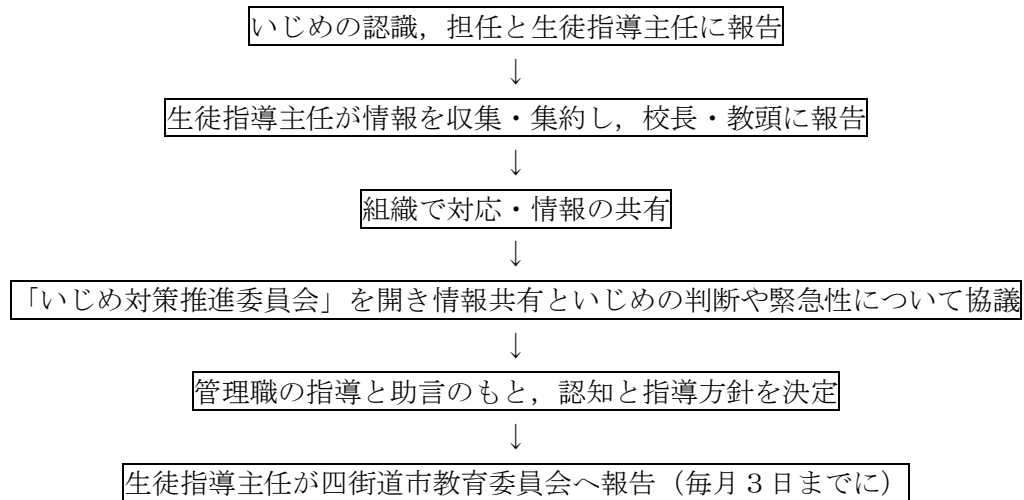 いじめの認識，担任と生徒指導主任に報告
↓
生徒指導主任が情報を収集・集約し，校長・教頭に報告
↓
組織で対応・情報の共有
↓
「いじめ対策推進委員会」を開き情報共有といじめの判断や緊急性について協議
↓
管理職の指導と助言のもと，認知と指導方針を決定
↓
生徒指導主任が四街道市教育委員会へ報告（毎月３日までに）